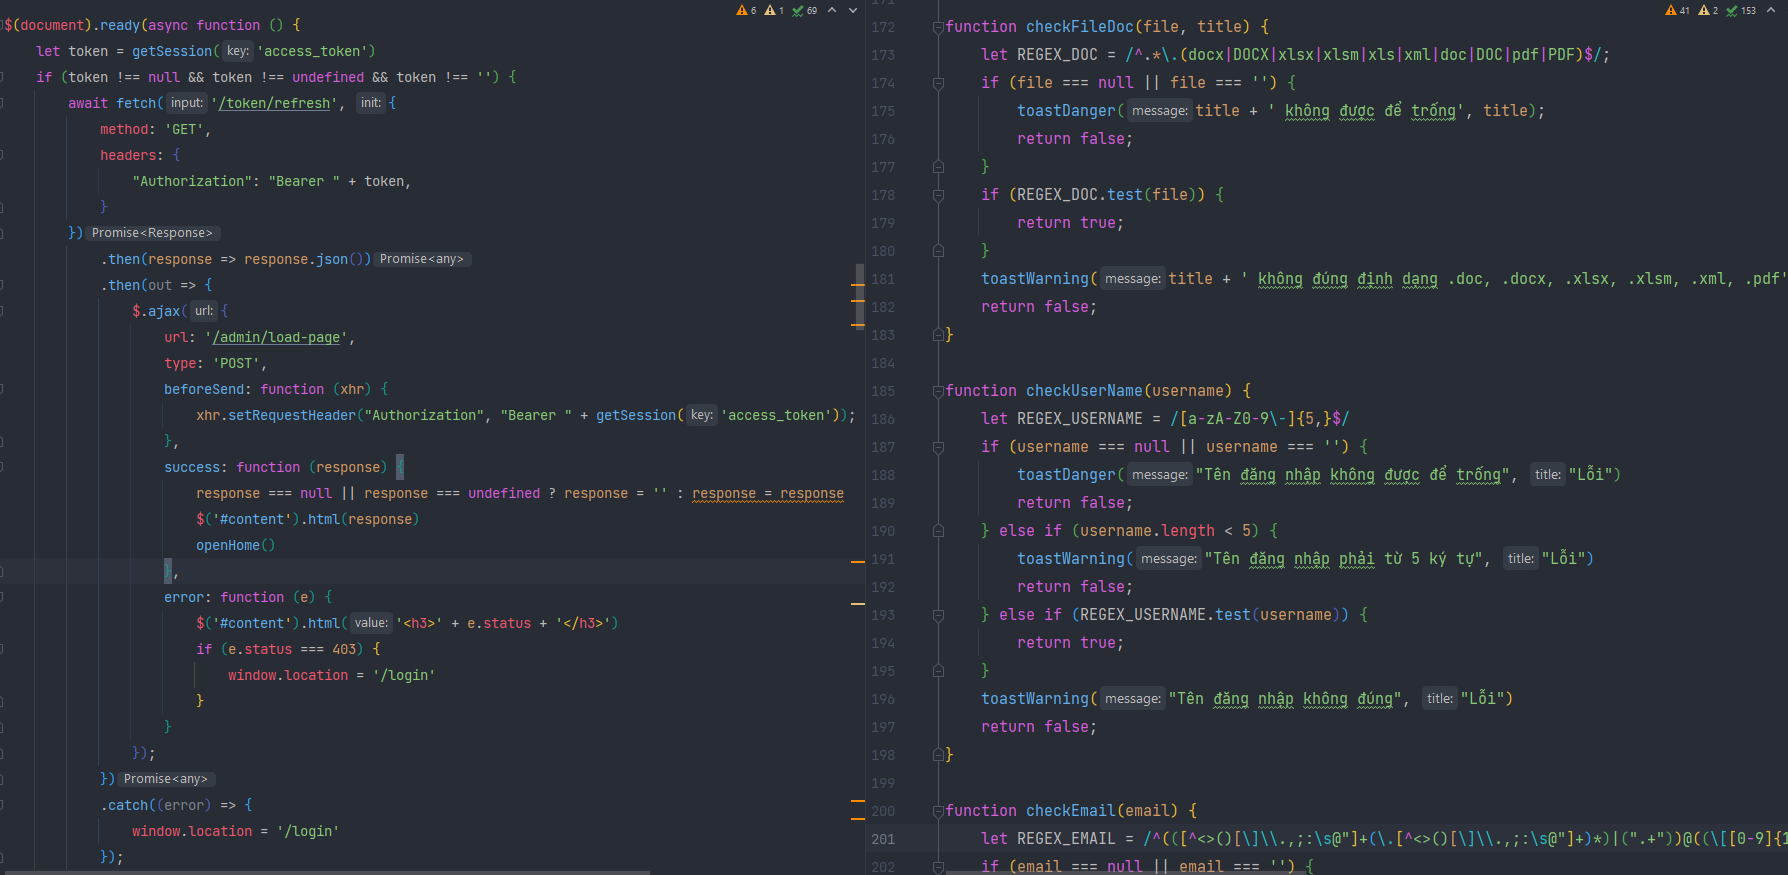 6 1 69
$(document).ready(async function () {
let token = getSession( key: 'access_token')
if (token !== null && token !== undefined && token !== '') {
await fetch( input: '/token/refresh', init: {
method: 'GET',
headers: {
"Authorization": "Bearer " + token,
}
}) Promise<Response>
.then(response => response.json()) Promise<any>
.then(out => {
$.ajax( url: {
url: '/admin/load-page',
type: 'POST',
beforeSend: function (xhr) {
xhr.setRequestHeader("Authorization", "Bearer " + getSession( key: 'access_token'));
},
success: function (response) {
response === null || response === undefined ? response = '' : response = response
$('#content').html(response)
openHome()
},
error: function (e) {
$('#content').html( value: '<h3>' + e.status + '</h3>')
if (e.status === 403) {
window.location = '/login'
}
}
});
}) Promise<any>
.catch((error) => {
window.location = '/login'
});
41 2 153
172 function checkFileDoc(file, title) {
173 let REGEX_DOC = /^.*\.(docx|DOCX|xlsx|xlsm|xls|xml|doc|DOC|pdf|PDF)$/;
174 if (file === null || file === '') {
175 toastDanger( message: title + ' không được để trống', title);
176 return false;
177 }
178 if (REGEX_DOC.test(file)) {
179 return true;
180 }
181 toastWarning( message: title + ' không đúng định dạng .doc, .docx, .xlsx, .xlsm, .xml, .pdf'
182 return false;
183 }
184
185 function checkUserName(username) {
186 let REGEX_USERNAME = /[a-zA-Z0-9\-]{5,}$/
187 if (username === null || username === '') {
188 toastDanger( message: "Tên đăng nhập không được để trống", title: "Lỗi")
189 return false;
190 } else if (username.length < 5) {
191 toastWarning( message: "Tên đăng nhập phải từ 5 ký tự", title: "Lỗi")
192 return false;
193 } else if (REGEX_USERNAME.test(username)) {
194 return true;
195 }
196 toastWarning( message: "Tên đăng nhập không đúng", title: "Lỗi")
197 return false;
198 }
199
200 function checkEmail(email) {
201 let REGEX_EMAIL = /^(([^<>()[\]\\.,;:\s@"]+(\.[^<>()[\]\\.,;:\s@"]+)*)|(".+"))@((\[[0-9]{1
202 if (email === null || email === '') {